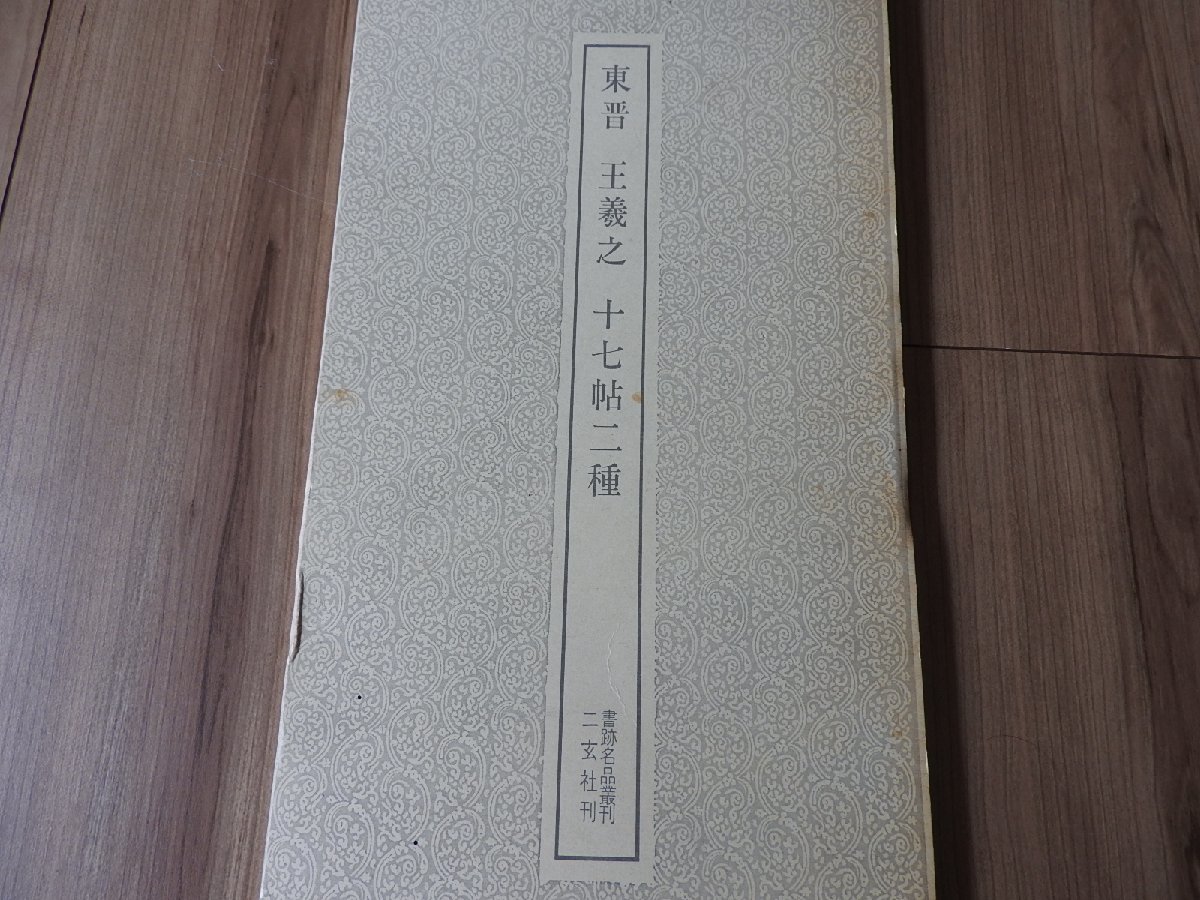 東晋　王羲之　十七帖二種
書跡名品叢刊
二玄社刊